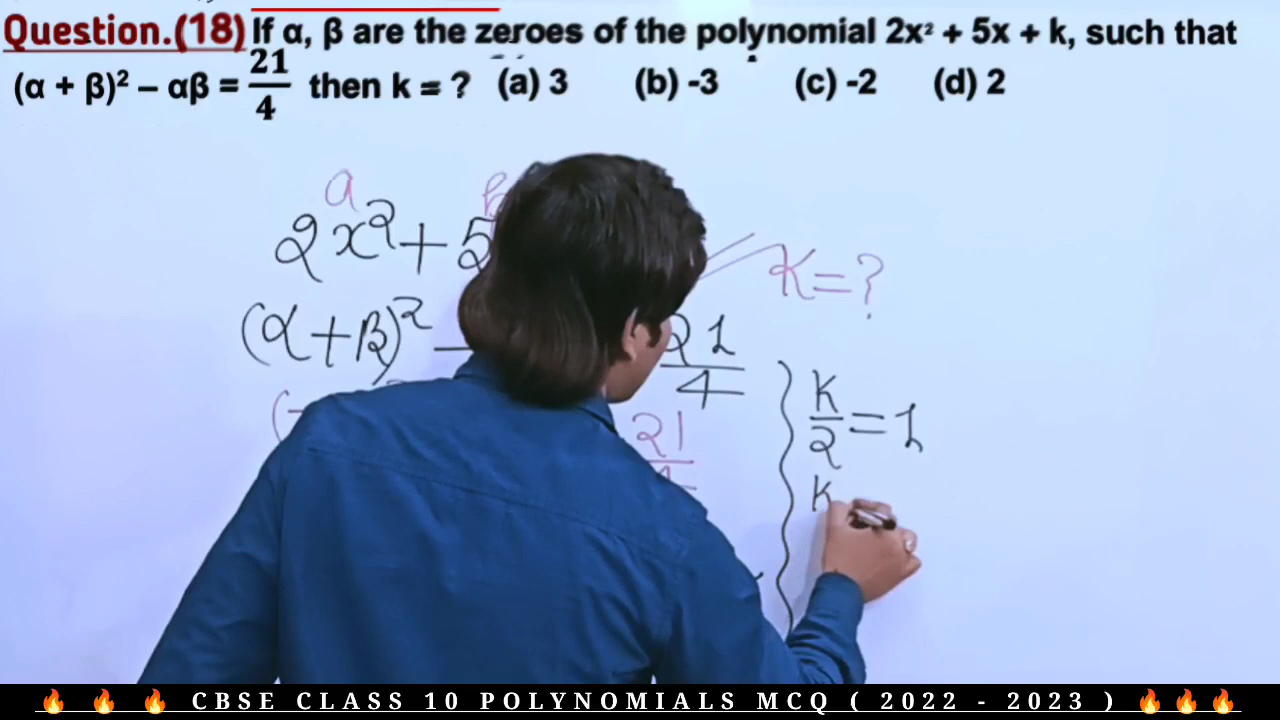 Question.(18) If α, β are the zeroes of the polynomial 2x² + 5x + k, such that
(α + β)² – αβ = 21/4 then k = ? (a) 3 (b) -3 (c) -2 (d) 2
a
2x² + 5
K = ?
(α + β)² – 21/4
K/2 = 1
21
K
🔥 🔥 🔥 CBSE CLASS 10 POLYNOMIALS MCQ ( 2022 - 2023 ) 🔥🔥🔥